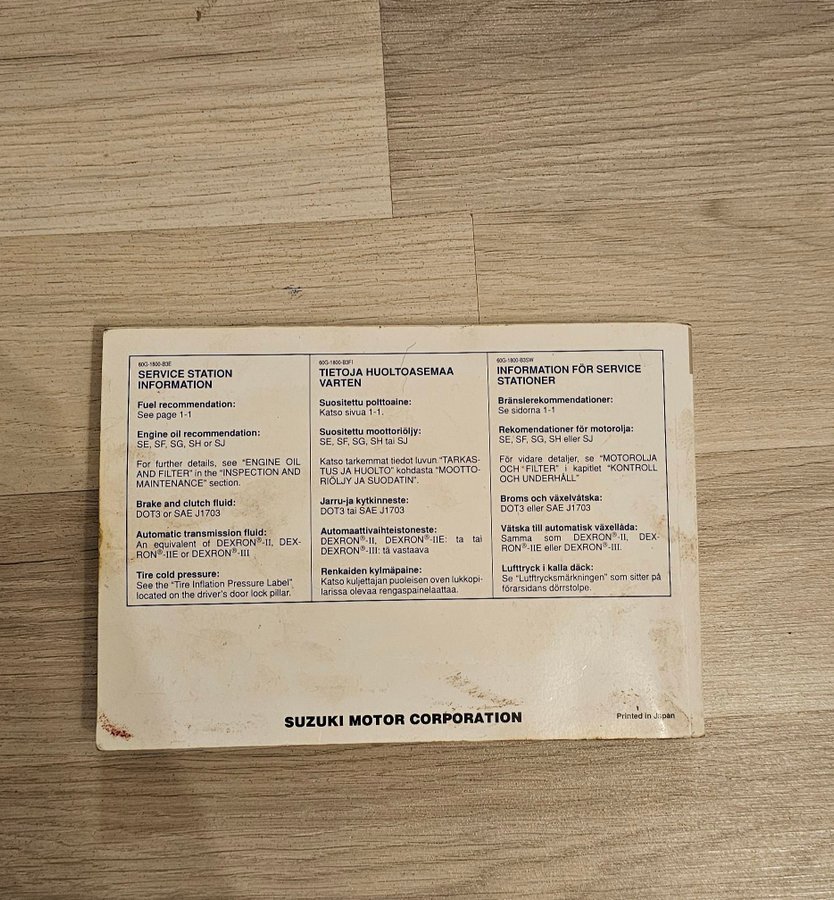 60G-1800-B3E
SERVICE STATION
INFORMATION
Fuel recommendation:
See page 1-1
Engine oil recommendation:
SE, SF, SG, SH or SJ
For further details, see "ENGINE OIL
AND FILTER" in the "INSPECTION AND
MAINTENANCE" section.
Brake and clutch fluid:
DOT3 or SAE J1703
Automatic transmission fluid:
An equivalent of DEXRON®-II, DEX-
RON®-IIE or DEXRON®-III
Tire cold pressure:
See the "Tire Inflation Pressure Label"
located on the driver's door lock pillar.
60G-1800-B3FI
TIETOJA HUOLTOASEMAA
VARTEN
Suositettu polttoaine:
Katso sivua 1-1.
Suositettu moottoriöljy:
SE, SF, SG, SH tai SJ
Katso tarkemmat tiedot luvun "TARKAS-
TUS JA HUOLTO" kohdasta "MOOTTO-
RIÖLJY JA SUODATIN".
Jarru-ja kytkinneste:
DOT3 tai SAE J1703
Automaattivaihteistoneste:
DEXRON®-II, DEXRON®-IIE: ta tai
DEXRON®-III: tä vastaava
Renkaiden kylmäpaine:
Katso kuljettajan puoleisen oven lukkopi-
larissa olevaa rengaspainelaattaa.
60G-1800-B3SW
INFORMATION FÖR SERVICE
STATIONER
Bränslerekommendationer:
Se sidorna 1-1
Rekomendationer för motorolja:
SE, SF, SG, SH eller SJ
För vidare detaljer, se "MOTOROLJA
OCH "FILTER" i kapitlet "KONTROLL
OCH UNDERHÅLL"
Broms och växelvätska:
DOT3 eller SAE J1703
Vätska till automatisk växellåda:
Samma som DEXRON®-II, DEX-
RON®-IIE eller DEXRON®-III.
Lufttryck i kalla däck:
Se "Lufttrycksmärkningen" som sitter på
förarsidans dörrstolpe.
SUZUKI MOTOR CORPORATION
Printed in Japan